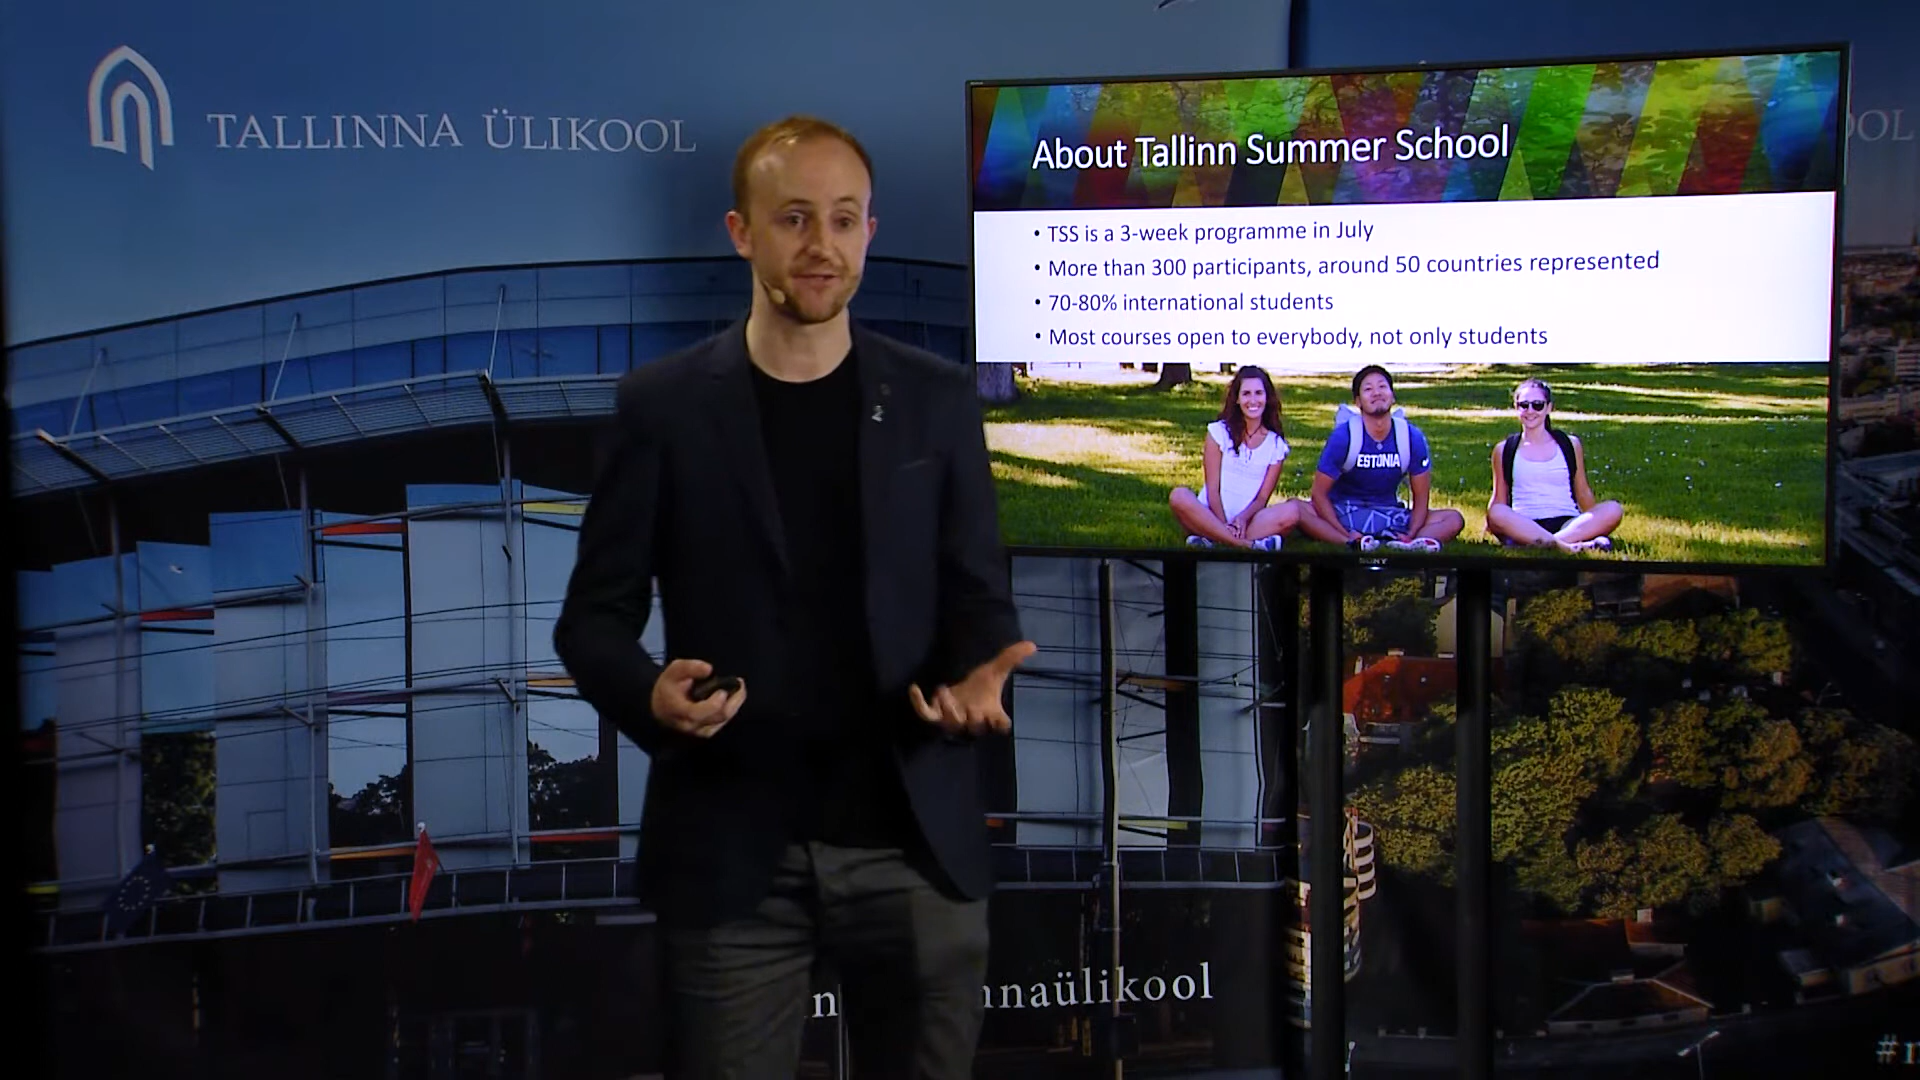 TALLINNA ÜLIKOOL
About Tallinn Summer School
• TSS is a 3-week programme in July
• More than 300 participants, around 50 countries represented
• 70-80% international students
• Most courses open to everybody, not only students
ESTONIA
SONY